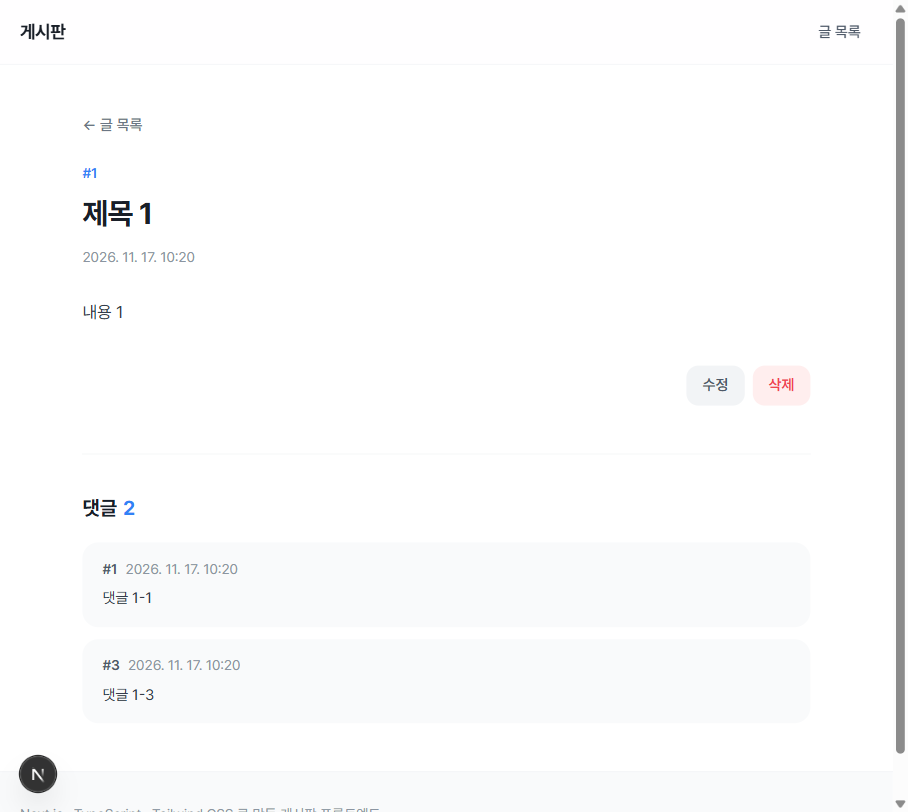 게시판
글 목록
← 글 목록
#1
제목 1
2026. 11. 17. 10:20
내용 1
수정 삭제
댓글 2
#1 2026. 11. 17. 10:20
댓글 1-1
#3 2026. 11. 17. 10:20
댓글 1-3
N